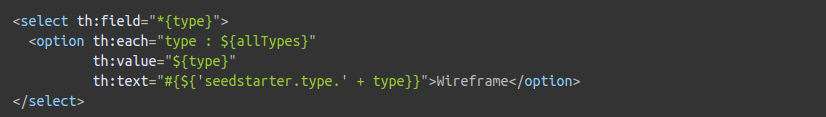 <select th:field="*{type}">
  <option th:each="type : ${allTypes}"
          th:value="${type}"
          th:text="#{${'seedstarter.type.' + type}}">Wireframe</option>
</select>